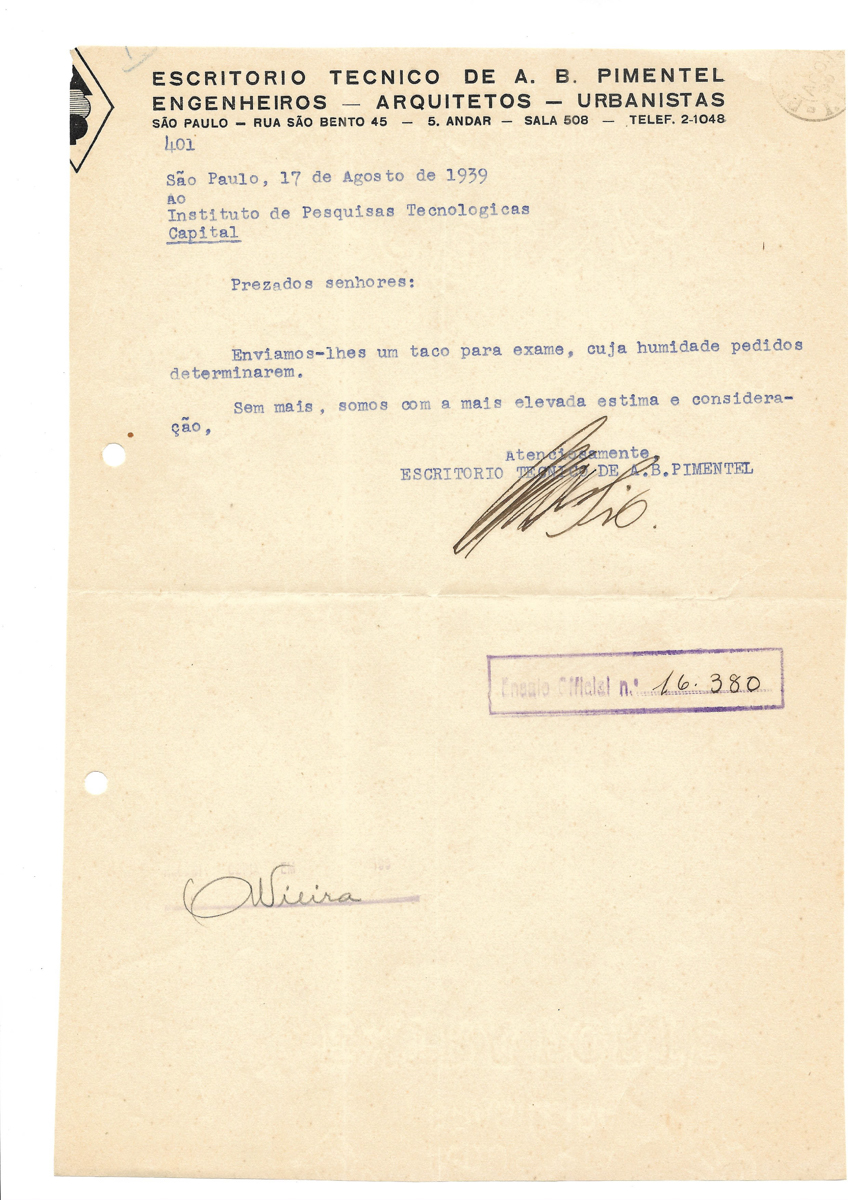 ESCRITORIO TECNICO DE A. B. PIMENTEL
ENGENHEIROS — ARQUITETOS — URBANISTAS
SÃO PAULO — RUA SÃO BENTO 45 — 5. ANDAR — SALA 508 — TELEF. 2-1048
401
São Paulo, 17 de Agosto de 1939
AO
Instituto de Pesquisas Tecnologicas
Capital
Prezados senhores:
Enviamos-lhes um taco para exame, cuja humidade pedidos
determinarem.
Sem mais, somos com a mais elevada estima e considera-
ção,
Atenciosamente
ESCRITORIO TECNICO DE A.B.PIMENTEL
Ensaio Official n.º 16.380
Vieira